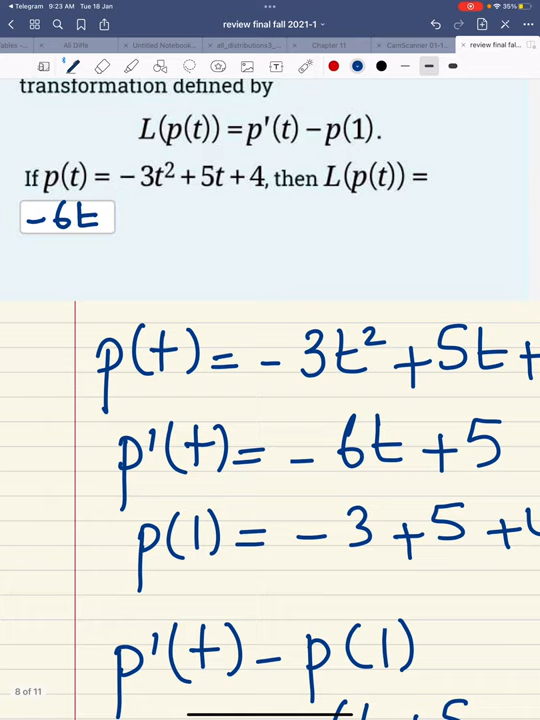 Telegram 9:23 AM Tue 18 Jan 35%
review final fall 2021-1
ables -... All Diffs Untitled Notebook... all_distributions3_... Chapter 11 CamScanner 01-1... review final fal...
transformation defined by
L(p(t)) = p'(t) − p(1).
If p(t) = − 3t² + 5t + 4, then L(p(t)) =
-6t
p(t) = - 3t² + 5t +
p'(t) = - 6t + 5
p(1) = - 3 + 5 + 4
p'(t) - p(1)
8 of 11